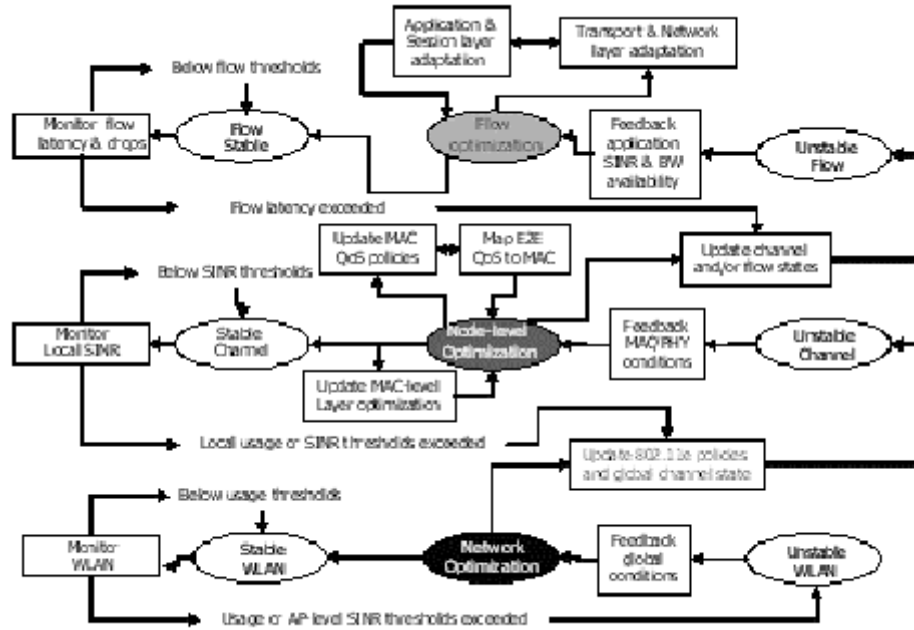 Application &
Session layer
adaptation
Transport & Network
layer adaptation
Below flow thresholds
Monitor flow
latency & drops
Flow
Stable
Flow
optimization
Feedback
application
SINR & BW
availability
Unstable
Flow
Flow latency exceeded
Update MAC
QoS policies
Map E2E
QoS to MAC
Update channel
and/or flow states
Below SINR thresholds
Monitor
Local SINR
Stable
Channel
Node-level
Optimization
Feedback
MAC/PHY
conditions
Unstable
Channel
Update MAC-level
Layer optimization
Local usage or SINR thresholds exceeded
Update 802.11e policies
and global channel state
Below usage thresholds
Monitor
WLAN
Stable
WLAN
Network
Optimization
Feedback
global
conditions
Unstable
WLAN
Usage or AP-level SINR thresholds exceeded